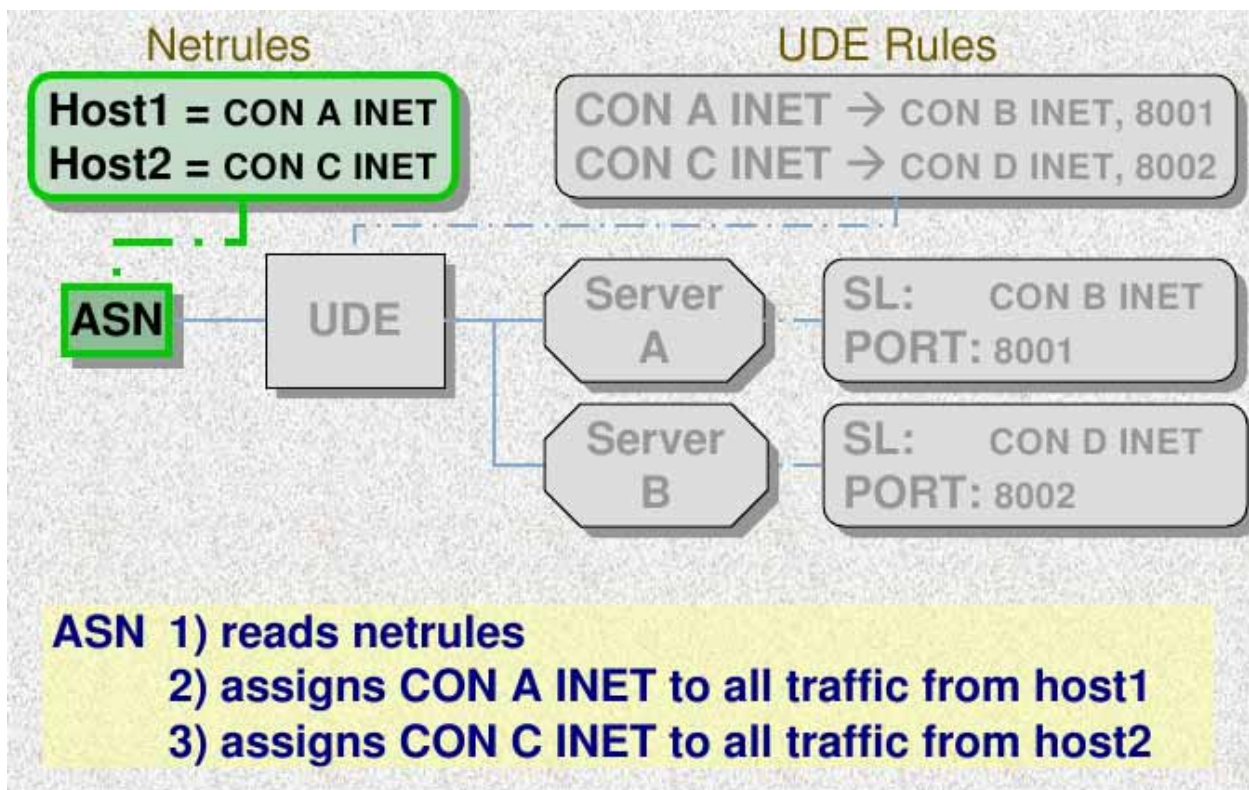 Netrules
UDE Rules
Host1 = CON A INET
Host2 = CON C INET
CON A INET → CON B INET, 8001
CON C INET → CON D INET, 8002
ASN
UDE
Server
A
SL: CON B INET
PORT: 8001
Server
B
SL: CON D INET
PORT: 8002
ASN 1) reads netrules
2) assigns CON A INET to all traffic from host1
3) assigns CON C INET to all traffic from host2